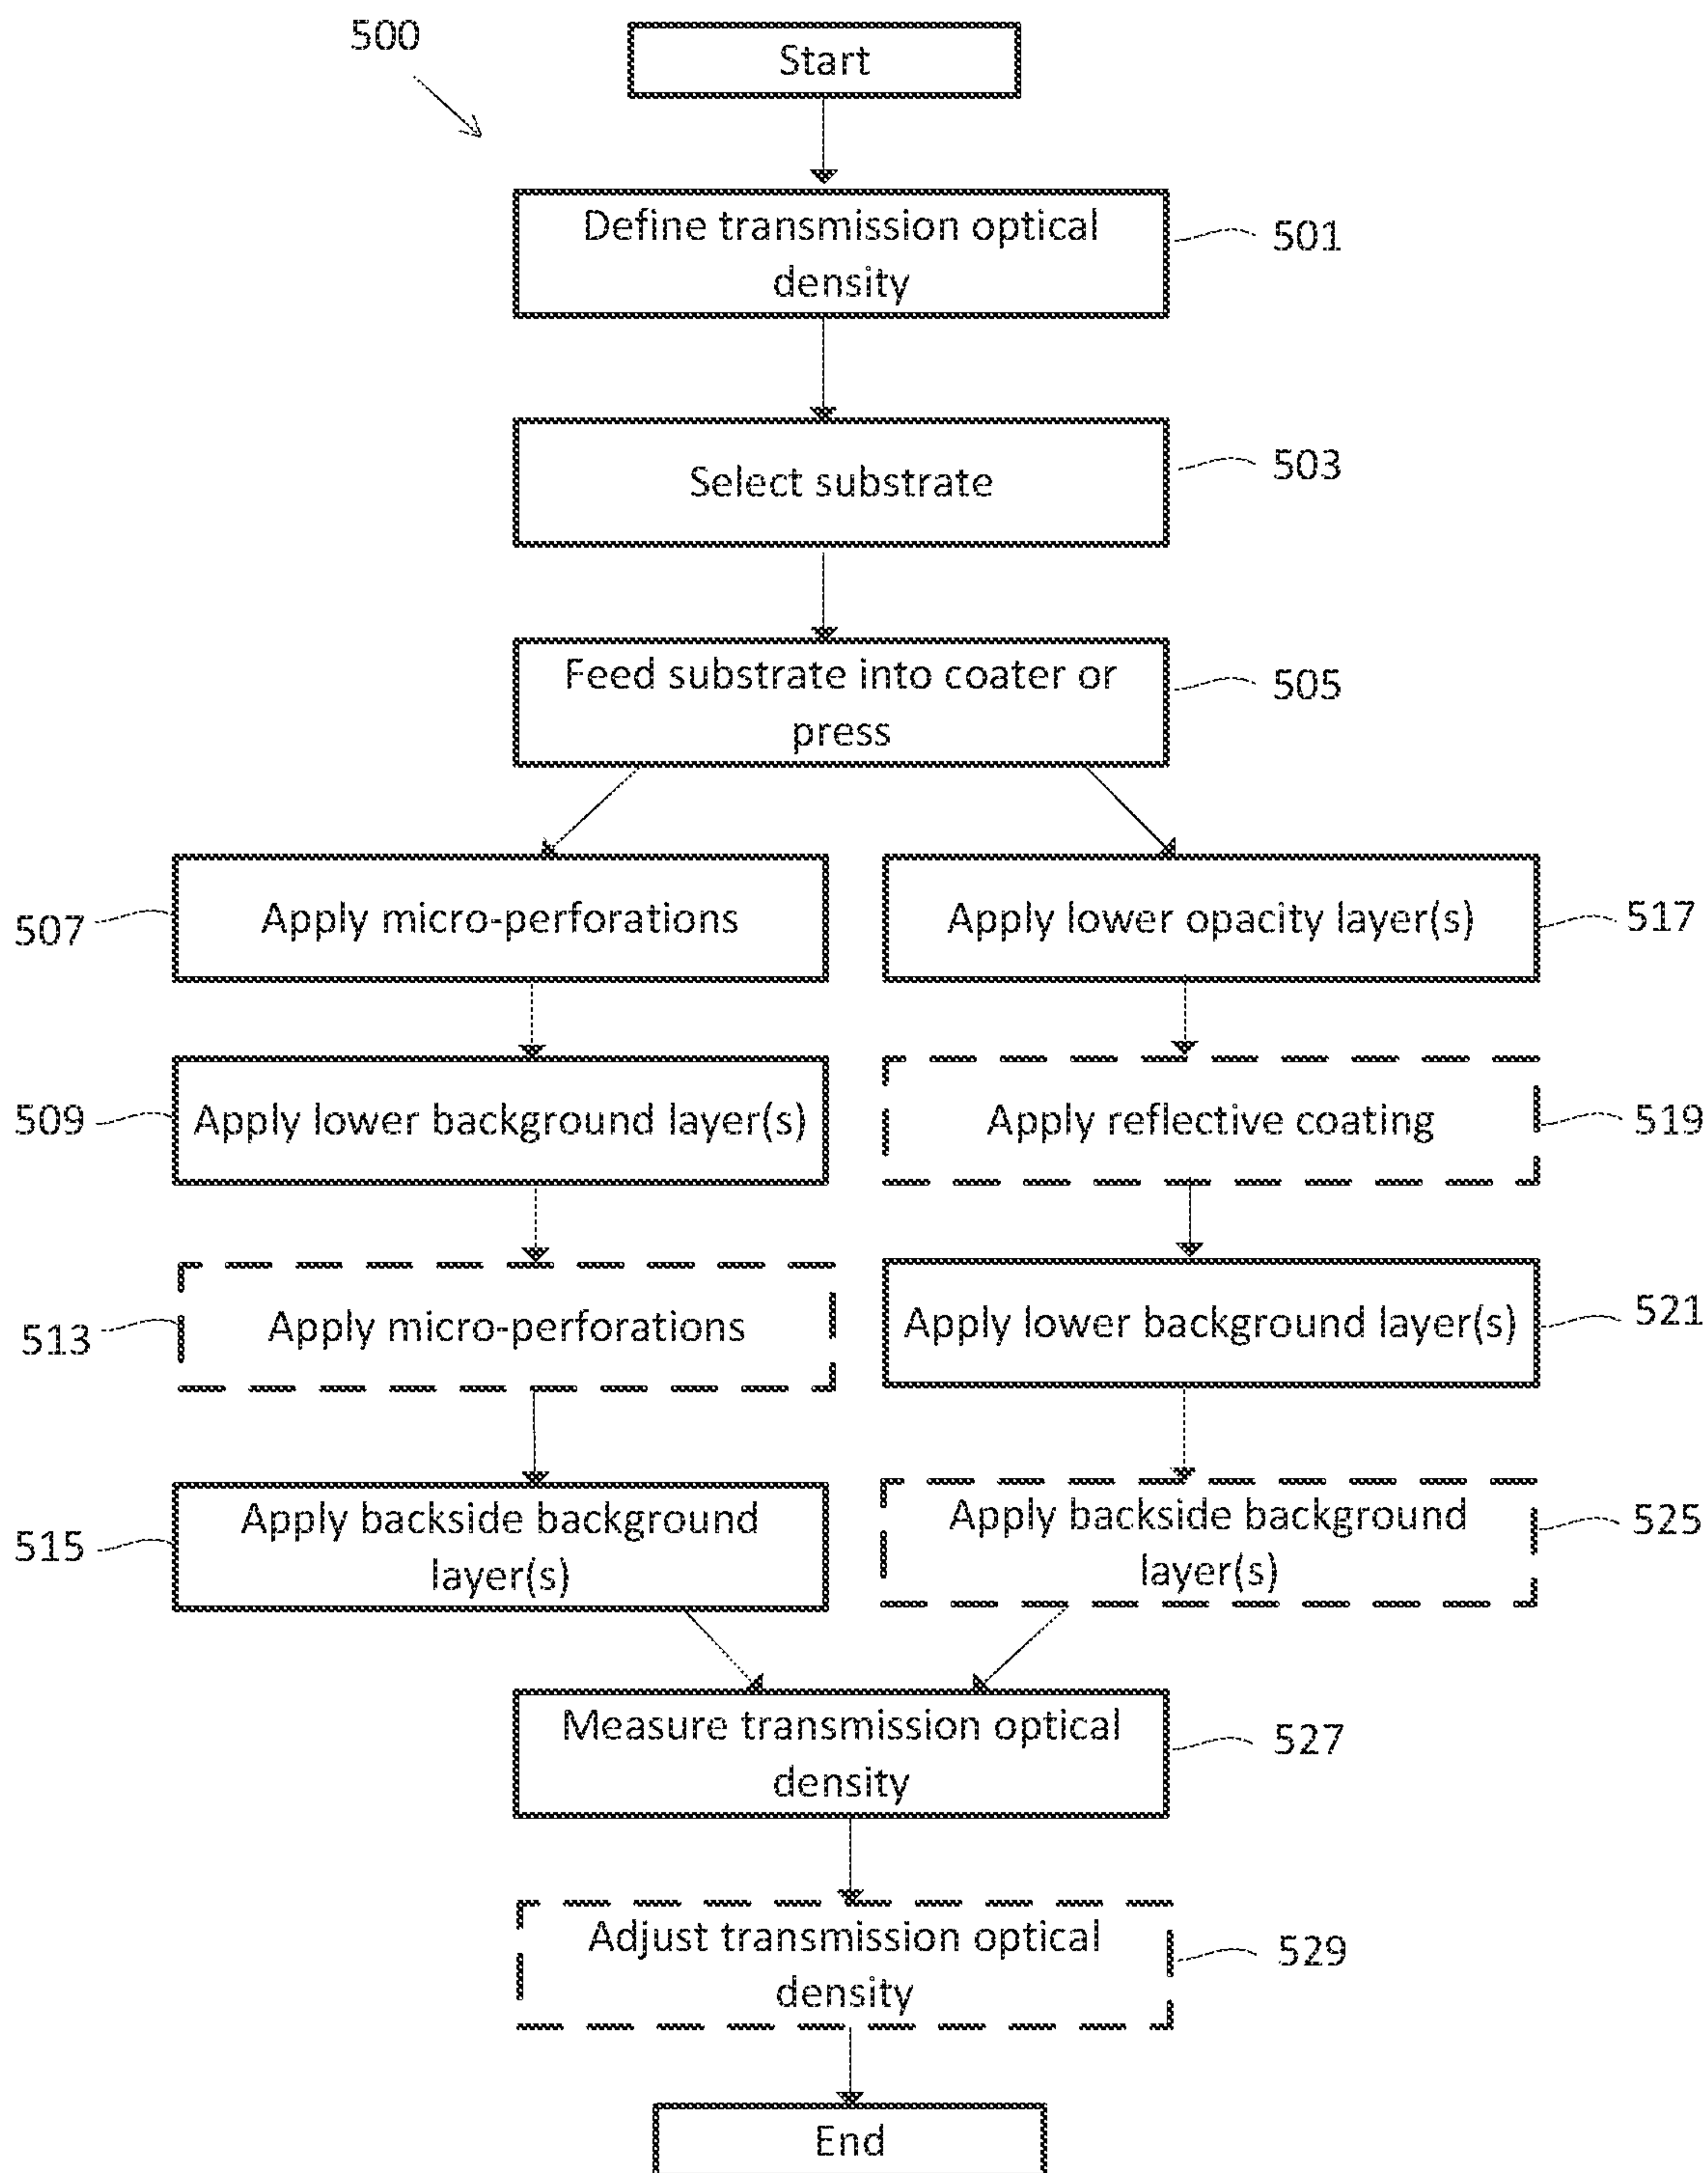 500
Start
Define transmission optical
density
501
Select substrate
503
Feed substrate into coater or
press
505
507
Apply micro-perforations
Apply lower opacity layer(s)
517
509
Apply lower background layer(s)
Apply reflective coating
519
513
Apply micro-perforations
Apply lower background layer(s)
521
515
Apply backside background
layer(s)
Apply backside background
layer(s)
525
Measure transmission optical
density
527
Adjust transmission optical
density
529
End